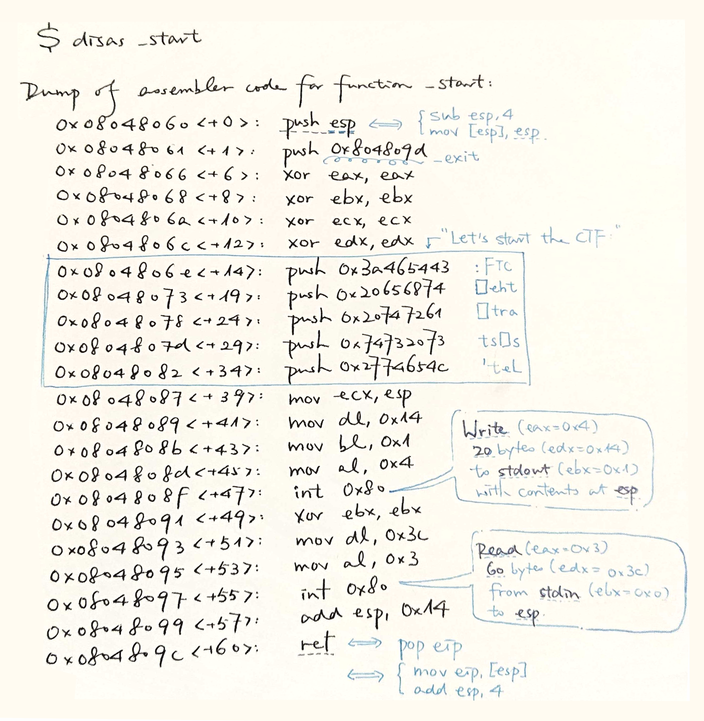 $ disas _start
Dump of assembler code for function _start:
0x08048060 <+0>: push esp ⟺ { sub esp, 4
mov [esp], esp.
0x08048061 <+1>: push 0x804809d _exit
0x08048066 <+6>: xor eax, eax
0x08048068 <+8>: xor ebx, ebx
0x0804806a <+10>: xor ecx, ecx
0x0804806c <+12>: xor edx, edx "Let's start the CTF:"
0x0804806e <+14>: push 0x3a465443 :FTC
0x08048073 <+19>: push 0x20656874 □eht
0x08048078 <+24>: push 0x20747261 □tra
0x0804807d <+29>: push 0x74732073 ts□s
0x08048082 <+34>: push 0x2774654c 'teL
0x08048087 <+39>: mov ecx, esp
0x08048089 <+41>: mov dl, 0x14
0x0804808b <+43>: mov bl, 0x1
0x0804808d <+45>: mov al, 0x4
0x0804808f <+47>: int 0x80
Write (eax=0x4)
20 bytes (edx=0x14)
to stdout (ebx=0x1)
with contents at esp
0x08048091 <+49>: xor ebx, ebx
0x08048093 <+51>: mov dl, 0x3c
0x08048095 <+53>: mov al, 0x3
0x08048097 <+55>: int 0x80
Read (eax=0x3)
60 bytes (edx= 0x3c)
from stdin (ebx=0x0)
to esp.
0x08048099 <+57>: add esp, 0x14
0x0804809c <+60>: ret ⟺ pop eip
⟺ { mov eip, [esp]
add esp, 4